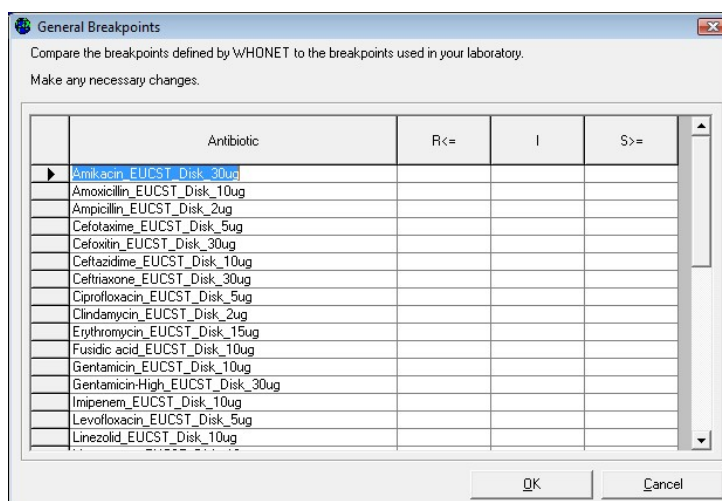 General Breakpoints
Compare the breakpoints defined by WHONET to the breakpoints used in your laboratory.
Make any necessary changes.
Antibiotic R<= I S>=
Amikacin_EUCST_Disk_30ug
Amoxicillin_EUCST_Disk_10ug
Ampicillin_EUCST_Disk_2ug
Cefotaxime_EUCST_Disk_5ug
Cefoxitin_EUCST_Disk_30ug
Ceftazidime_EUCST_Disk_10ug
Ceftriaxone_EUCST_Disk_30ug
Ciprofloxacin_EUCST_Disk_5ug
Clindamycin_EUCST_Disk_2ug
Erythromycin_EUCST_Disk_15ug
Fusidic acid_EUCST_Disk_10ug
Gentamicin_EUCST_Disk_10ug
Gentamicin-High_EUCST_Disk_30ug
Imipenem_EUCST_Disk_10ug
Levofloxacin_EUCST_Disk_5ug
Linezolid_EUCST_Disk_10ug
OK Cancel